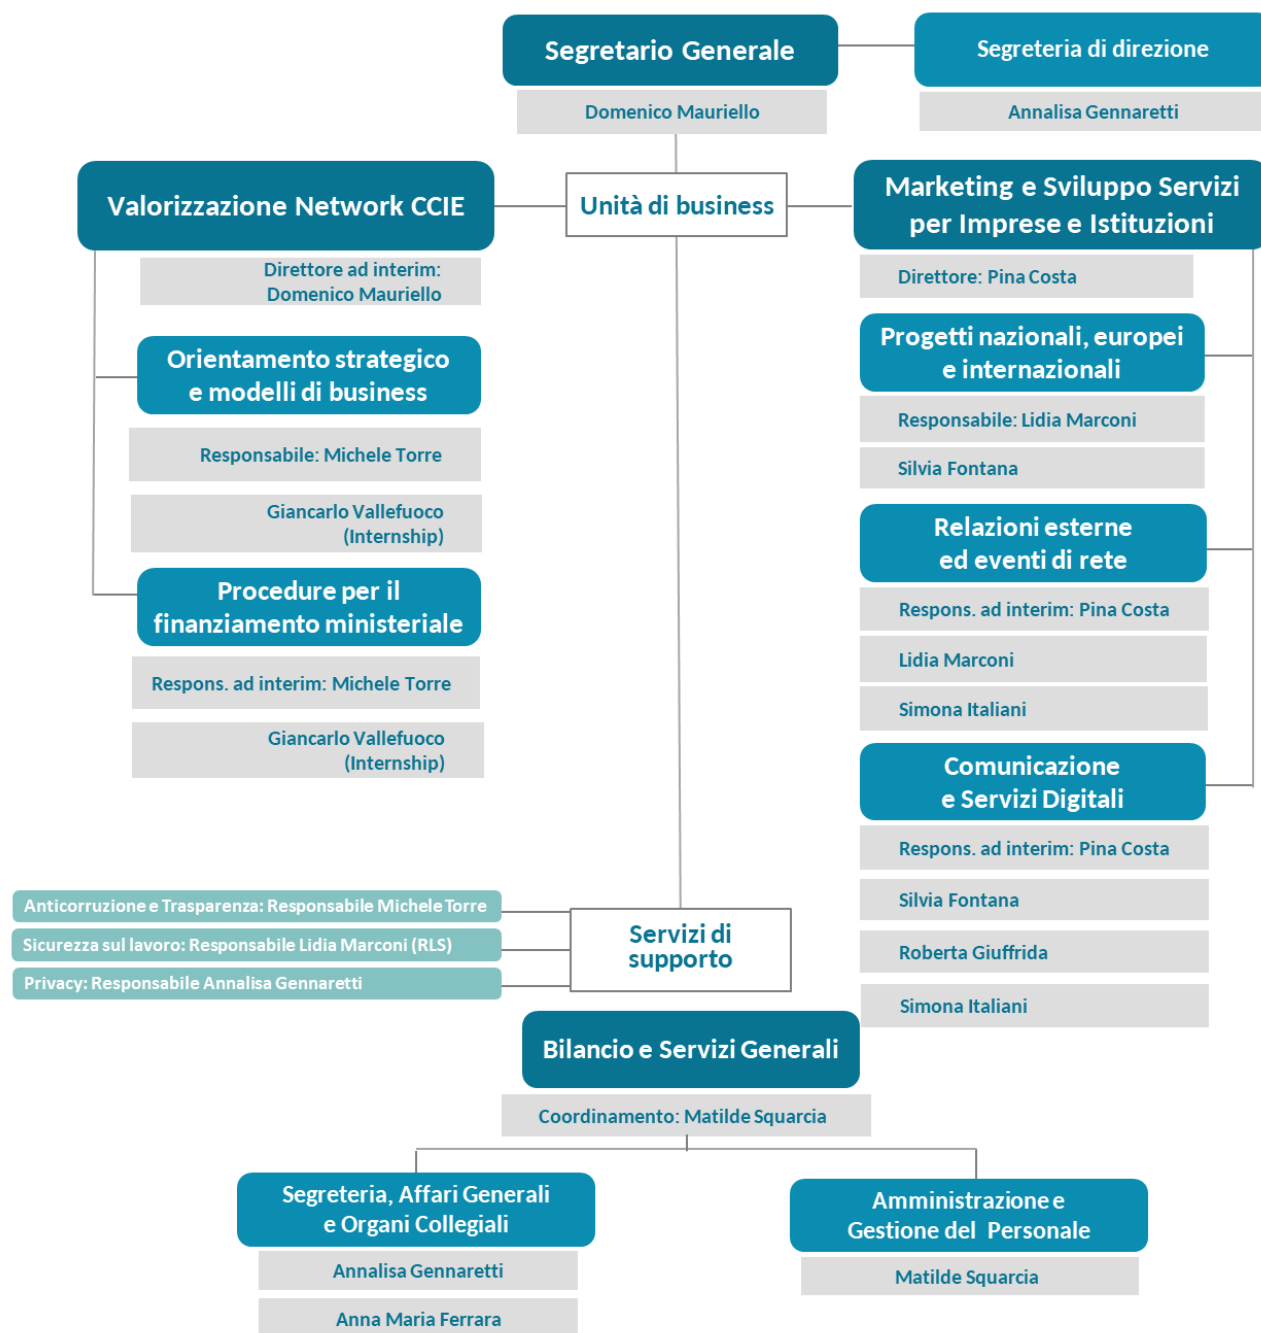 Segretario Generale
Domenico Mauriello
Segreteria di direzione
Annalisa Gennaretti
Unità di business
Valorizzazione Network CCIE
Direttore ad interim:
Domenico Mauriello
Orientamento strategico
e modelli di business
Responsabile: Michele Torre
Giancarlo Vallefuoco
(Internship)
Procedure per il
finanziamento ministeriale
Respons. ad interim: Michele Torre
Giancarlo Vallefuoco
(Internship)
Marketing e Sviluppo Servizi
per Imprese e Istituzioni
Direttore: Pina Costa
Progetti nazionali, europei
e internazionali
Responsabile: Lidia Marconi
Silvia Fontana
Relazioni esterne
ed eventi di rete
Respons. ad interim: Pina Costa
Lidia Marconi
Simona Italiani
Comunicazione
e Servizi Digitali
Respons. ad interim: Pina Costa
Silvia Fontana
Roberta Giuffrida
Simona Italiani
Servizi di
supporto
Anticorruzione e Trasparenza: Responsabile Michele Torre
Sicurezza sul lavoro: Responsabile Lidia Marconi (RLS)
Privacy: Responsabile Annalisa Gennaretti
Bilancio e Servizi Generali
Coordinamento: Matilde Squarcia
Segreteria, Affari Generali
e Organi Collegiali
Annalisa Gennaretti
Anna Maria Ferrara
Amministrazione e
Gestione del Personale
Matilde Squarcia